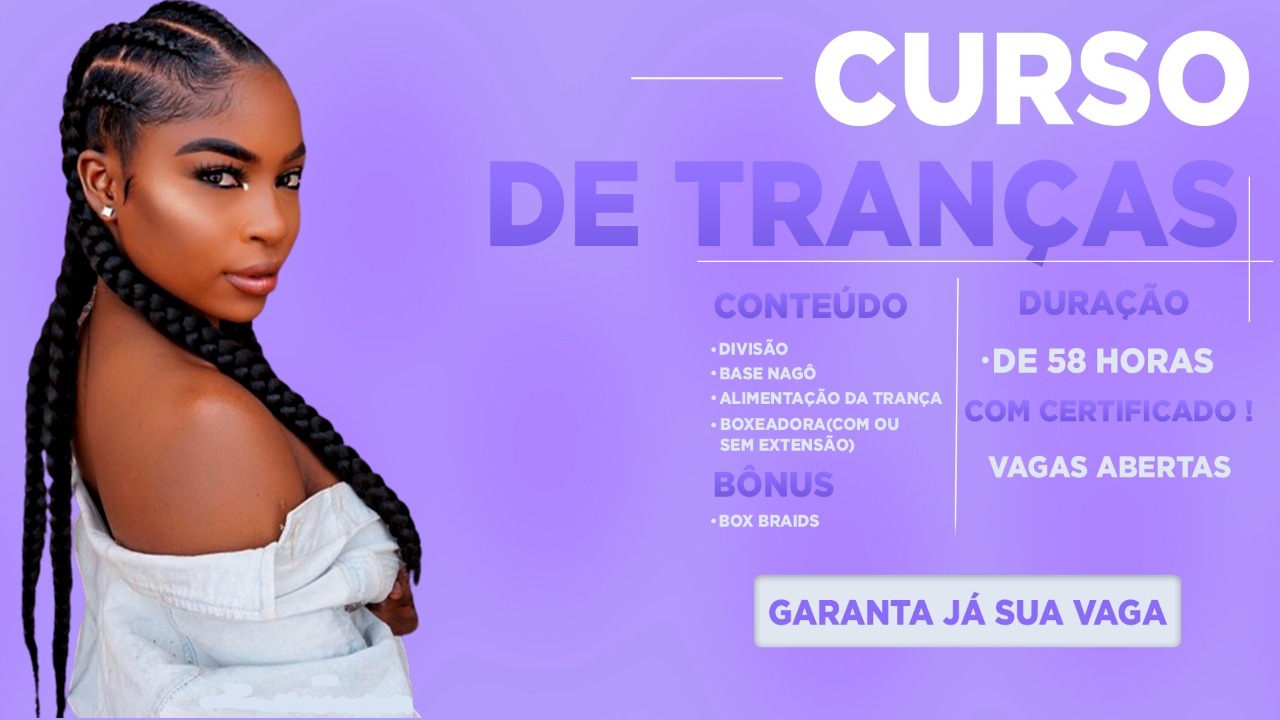 CURSO
DE TRANÇAS
CONTEÚDO
•DIVISÃO
•BASE NAGÔ
•ALIMENTAÇÃO DA TRANÇA
•BOXEADORA(COM OU
SEM EXTENSÃO)
BÔNUS
•BOX BRAIDS
DURAÇÃO
•DE 58 HORAS
COM CERTIFICADO !
VAGAS ABERTAS
GARANTA JÁ SUA VAGA